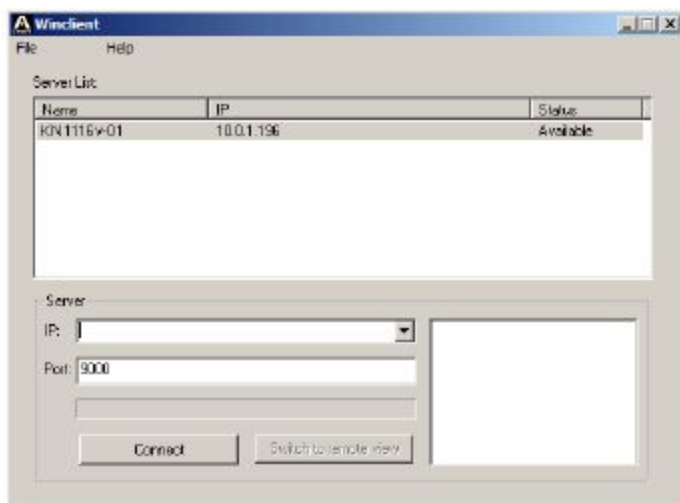 Winclient
File Help
Server List:
Name IP Status
KN1116v-01 10.0.1.196 Available
Server
IP:
Port: 9000
Connect Switch to remote view